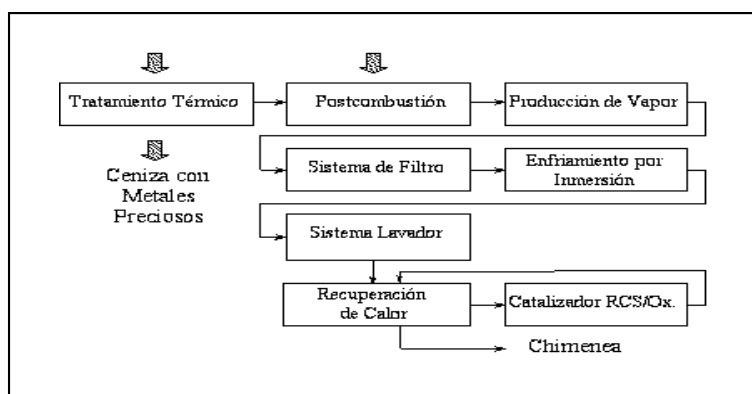 Tratamiento Térmico
Postcombustión
Producción de Vapor
Ceniza con
Metales
Preciosos
Sistema de Filtro
Enfriamiento por
Inmersión
Sistema Lavador
Recuperación
de Calor
Catalizador RCS/Ox.
Chimenea